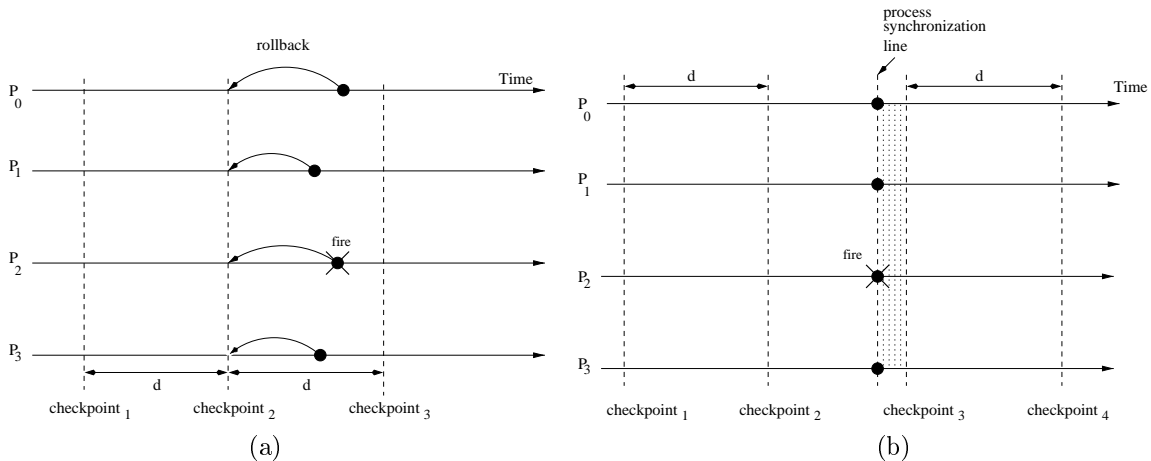 rollback
Time
P0
P1
fire
P2
P3
d
d
checkpoint 1
checkpoint 2
checkpoint 3
(a)
process
synchronization
line
d
d
Time
P0
P1
fire
P2
P3
checkpoint 1
checkpoint 2
checkpoint 3
checkpoint 4
(b)